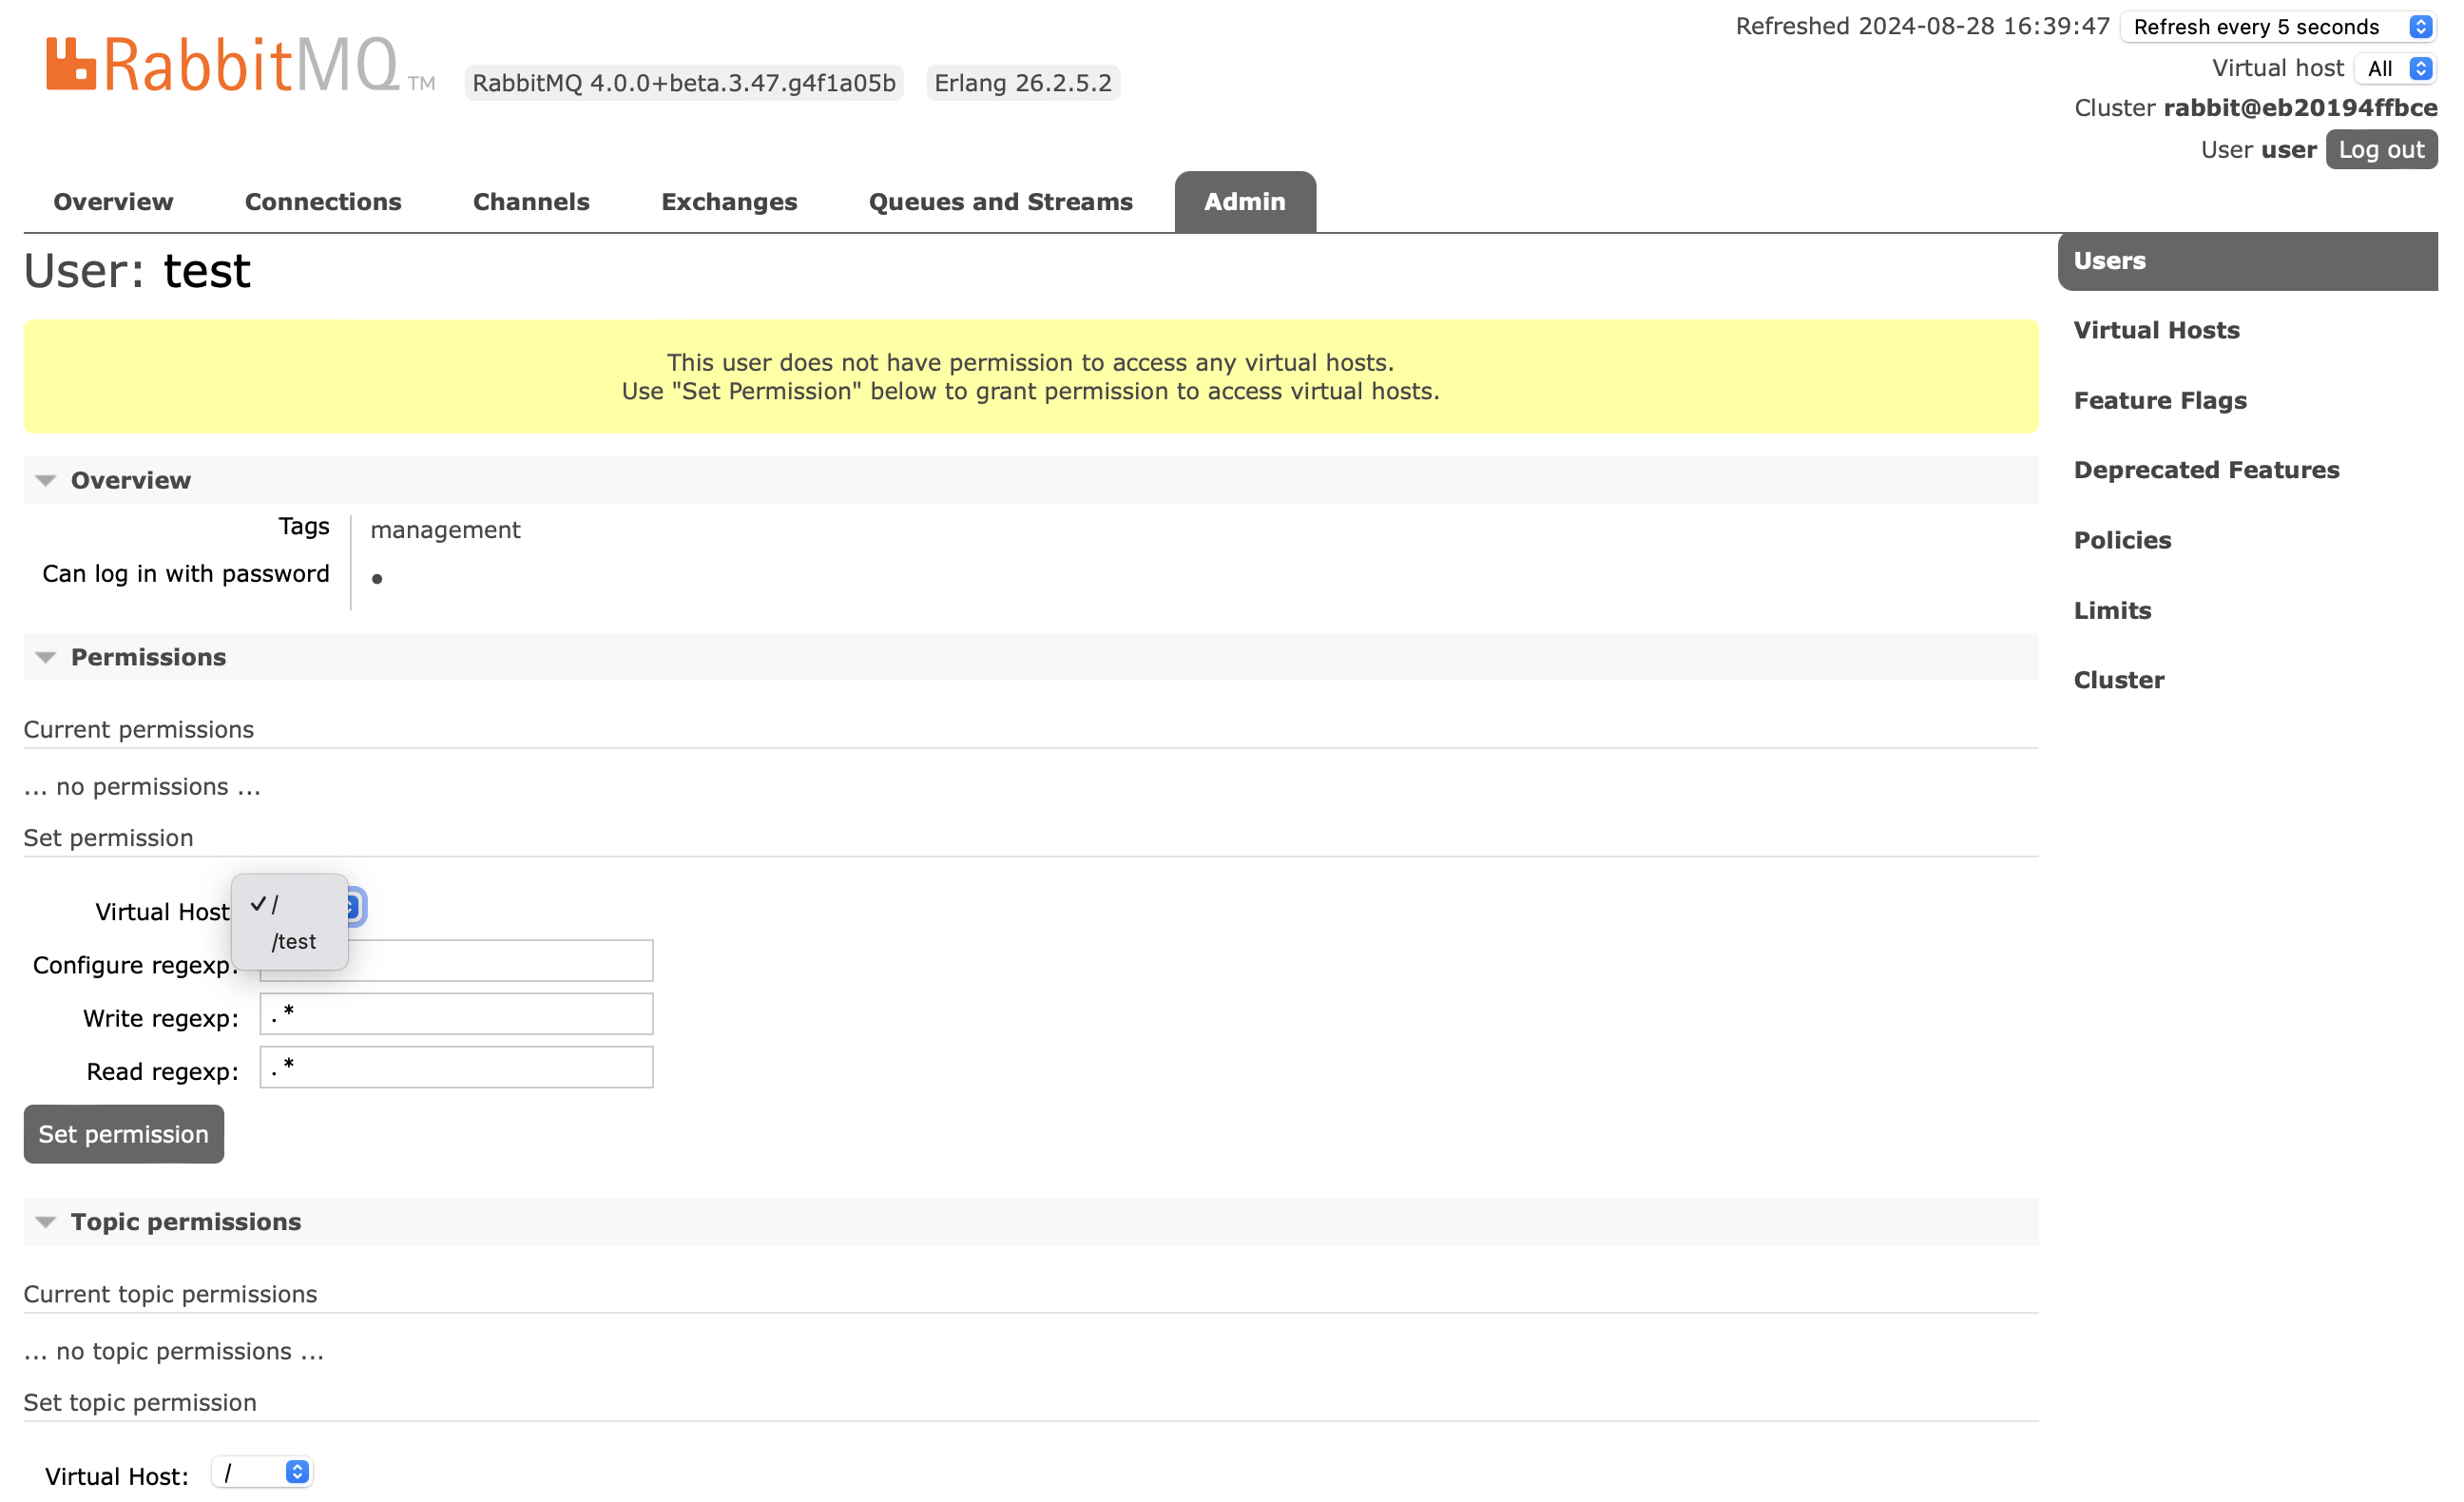 Refreshed 2024-08-28 16:39:47 Refresh every 5 seconds
RabbitMQ TM RabbitMQ 4.0.0+beta.3.47.g4f1a05b Erlang 26.2.5.2
Virtual host All
Cluster rabbit@eb20194ffbce
User user Log out
Overview Connections Channels Exchanges Queues and Streams Admin
User: test
This user does not have permission to access any virtual hosts.
Use "Set Permission" below to grant permission to access virtual hosts.
Overview
Tags management
Can log in with password ●
Permissions
Current permissions
... no permissions ...
Set permission
Virtual Host
✓ /
/test
Configure regexp:
Write regexp: .*
Read regexp: .*
Set permission
Topic permissions
Current topic permissions
... no topic permissions ...
Set topic permission
Virtual Host: /
Users
Virtual Hosts
Feature Flags
Deprecated Features
Policies
Limits
Cluster